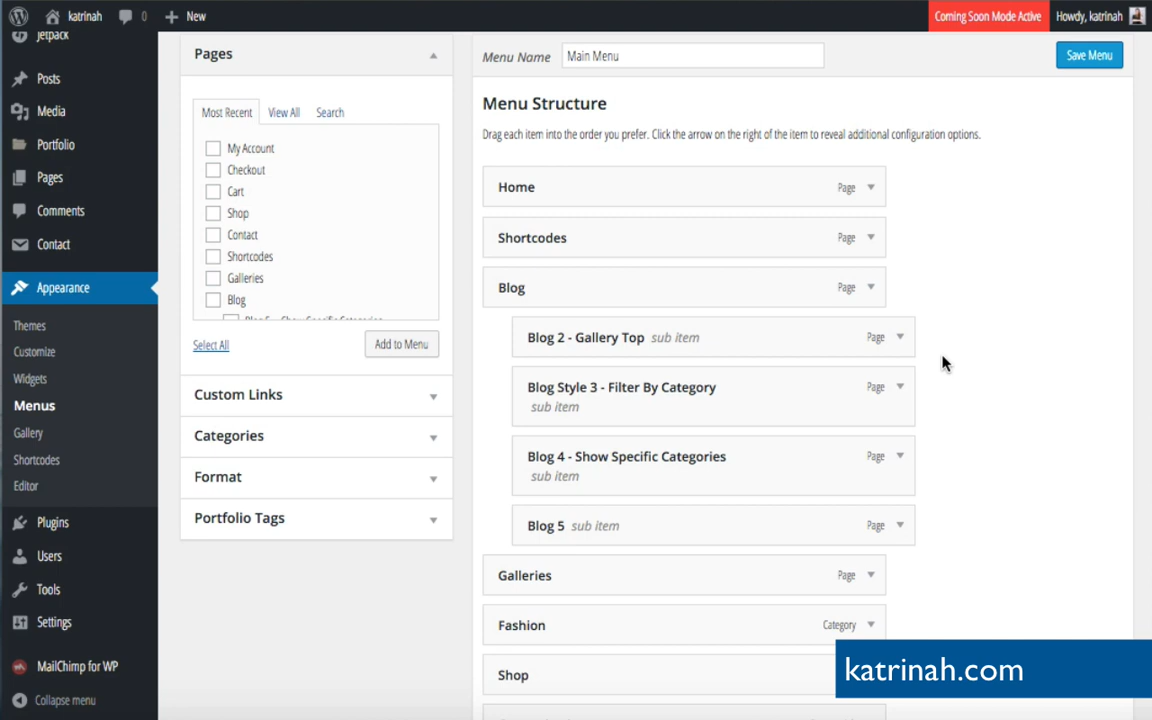 katrinah
0
New
Coming Soon Mode Active
Howdy, katrinah
Jetpack
Posts
Media
Portfolio
Pages
Comments
Contact
Appearance
Themes
Customize
Widgets
Menus
Gallery
Shortcodes
Editor
Plugins
Users
Tools
Settings
MailChimp for WP
Collapse menu
Pages
Most Recent
View All
Search
My Account
Checkout
Cart
Shop
Contact
Shortcodes
Galleries
Blog
Select All
Add to Menu
Custom Links
Categories
Format
Portfolio Tags
Menu Name
Main Menu
Save Menu
Menu Structure
Drag each item into the order you prefer. Click the arrow on the right of the item to reveal additional configuration options.
Home
Page
Shortcodes
Page
Blog
Page
Blog 2 - Gallery Top sub item
Page
Blog Style 3 - Filter By Category
sub item
Page
Blog 4 - Show Specific Categories
sub item
Page
Blog 5 sub item
Page
Galleries
Page
Fashion
Category
Shop
katrinah.com